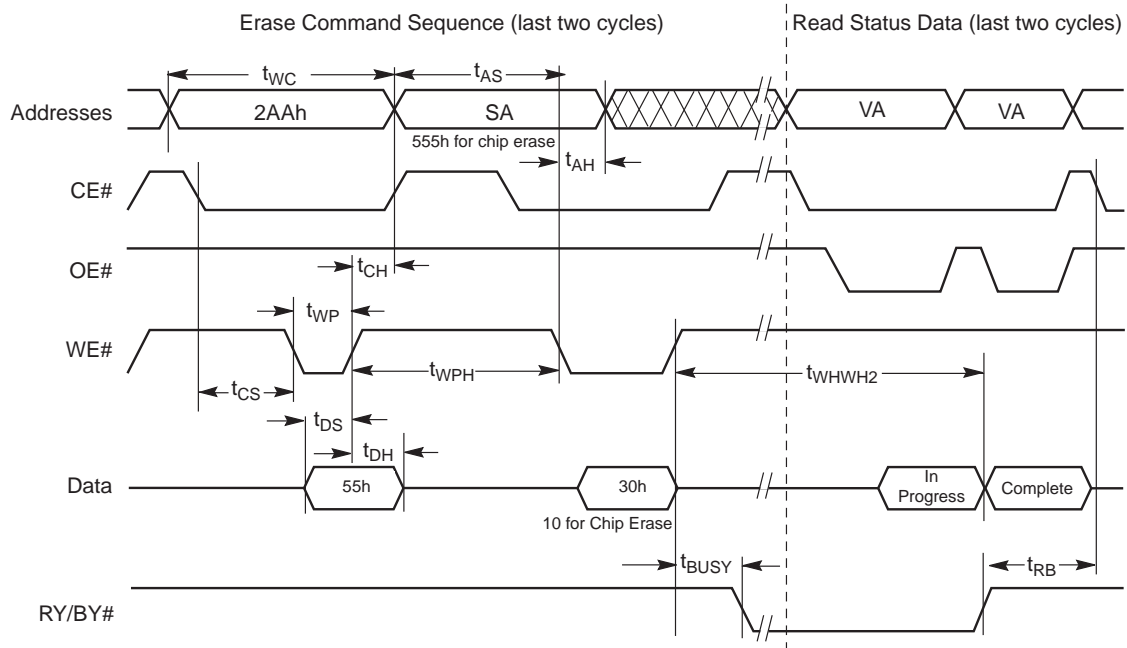 Erase Command Sequence (last two cycles)
Read Status Data (last two cycles)
tWC
tAS
Addresses
2AAh
SA
VA
VA
555h for chip erase
tAH
CE#
OE#
tCH
tWP
WE#
tWPH
tWHWH2
tCS
tDS
tDH
Data
55h
30h
In
Progress
Complete
10 for Chip Erase
tBUSY
tRB
RY/BY#